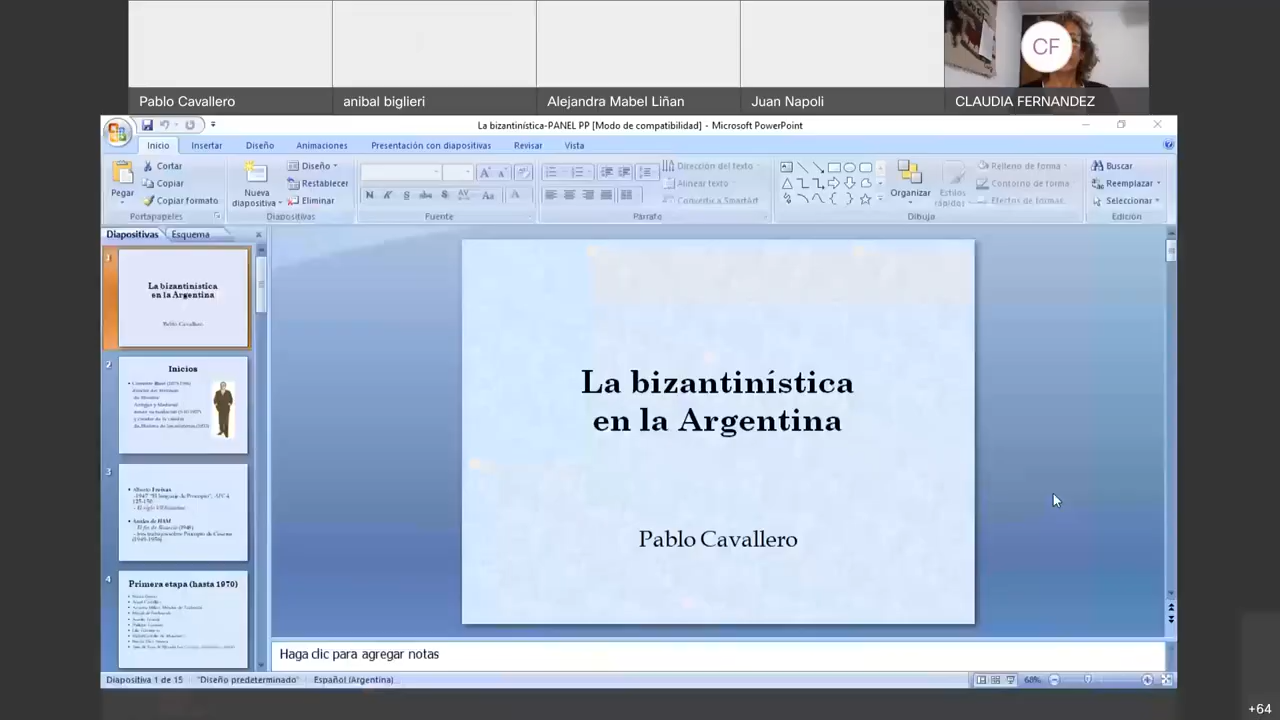 CF
Pablo Cavallero
anibal biglieri
Alejandra Mabel Liñan
Juan Napoli
CLAUDIA FERNANDEZ
La bizantinística-PANEL PP [Modo de compatibilidad] - Microsoft PowerPoint
Inicio
Insertar
Diseño
Animaciones
Presentación con diapositivas
Revisar
Vista
Pegar
Cortar
Copiar
Copiar formato
Portapapeles
Nueva
diapositiva
Diseño
Restablecer
Eliminar
Diapositivas
Fuente
Dirección del texto
Alinear texto
Convertir a SmartArt
Párrafo
Organizar
Estilos
rápidos
Relleno de forma
Contorno de forma
Efectos de formas
Dibujo
Buscar
Reemplazar
Seleccionar
Edición
Diapositivas
Esquema
1
La bizantinística
en la Argentina
Pablo Cavallero
2
Inicios
3
4
Primera etapa (hasta 1970)
La bizantinística
en la Argentina
Pablo Cavallero
Haga clic para agregar notas
Diapositiva 1 de 15
"Diseño predeterminado"
Español (Argentina)
68%
+64